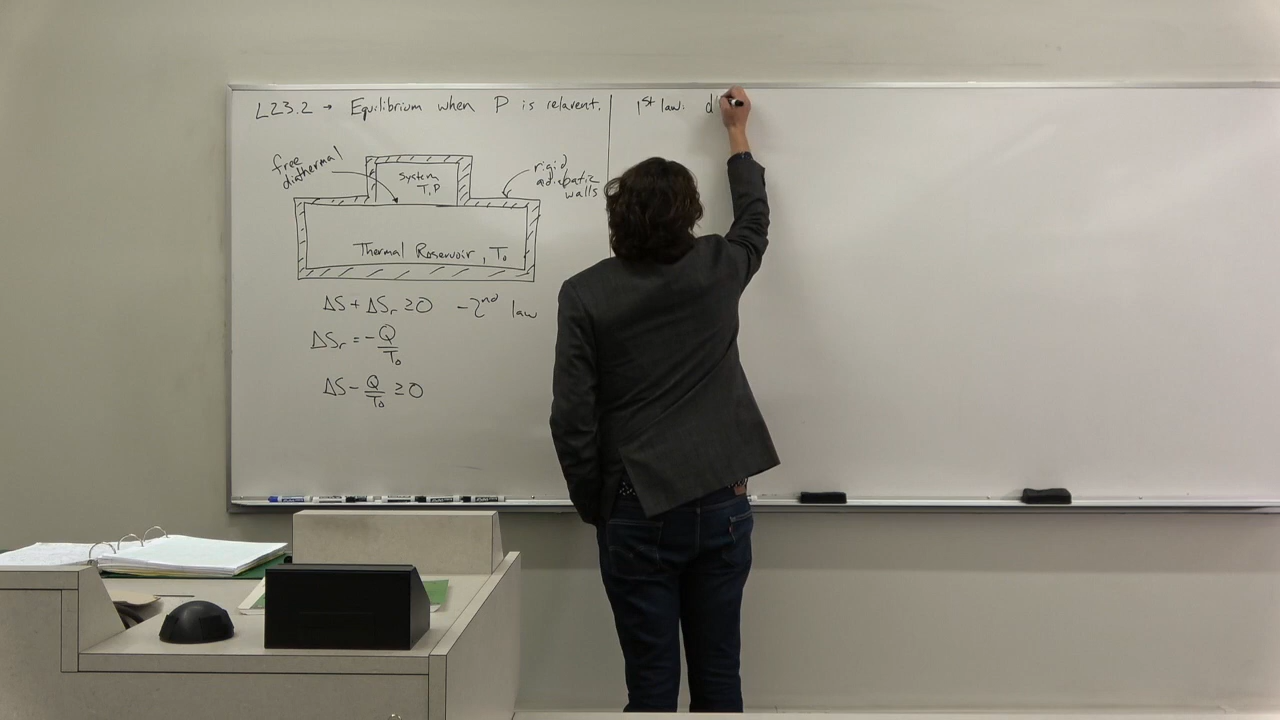 L23.2 → Equilibrium when P is relavent.
1st law: d
free
diathermal
system
T, P
rigid
adiabatic
walls
Thermal Roservoir, T₀
ΔS + ΔSᵣ ≥ 0 - 2nd law
ΔSᵣ = -Q/T₀
ΔS - Q/T₀ ≥ 0